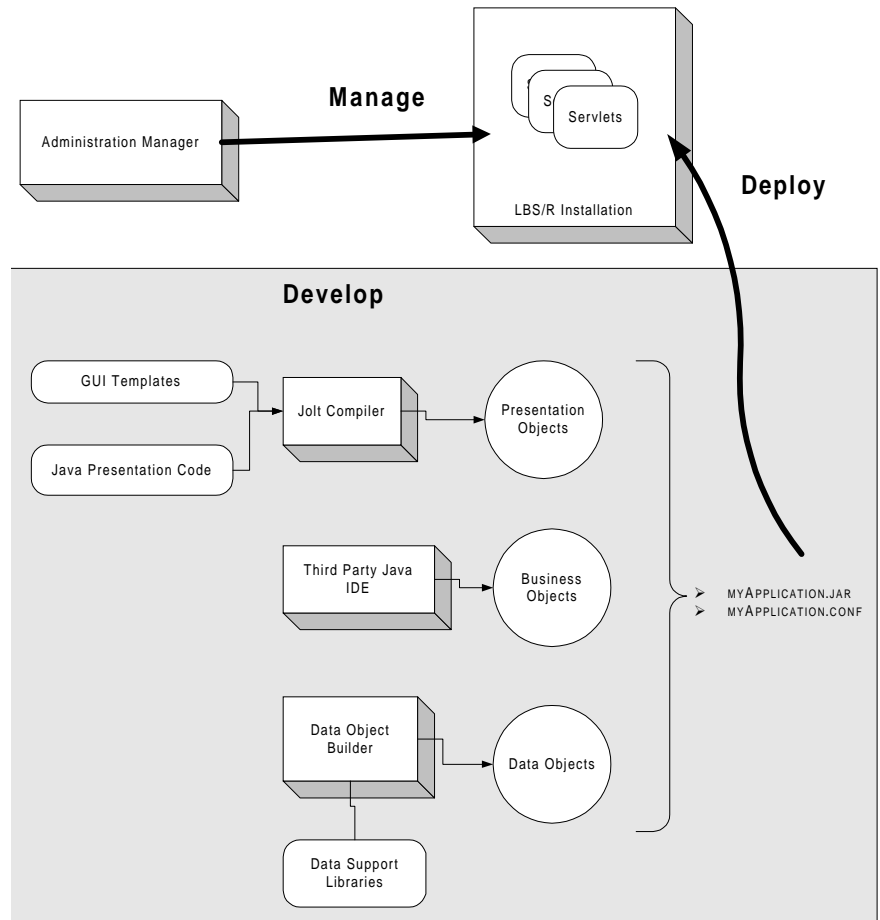 Manage
Servlets
Administration Manager
Deploy
LBS/R Installation
Develop
GUI Templates
Java Presentation Code
Jolt Compiler
Presentation
Objects
Third Party Java
IDE
Business
Objects
➢ MYAPPLICATION.JAR
➢ MYAPPLICATION.CONF
Data Object
Builder
Data Objects
Data Support
Libraries